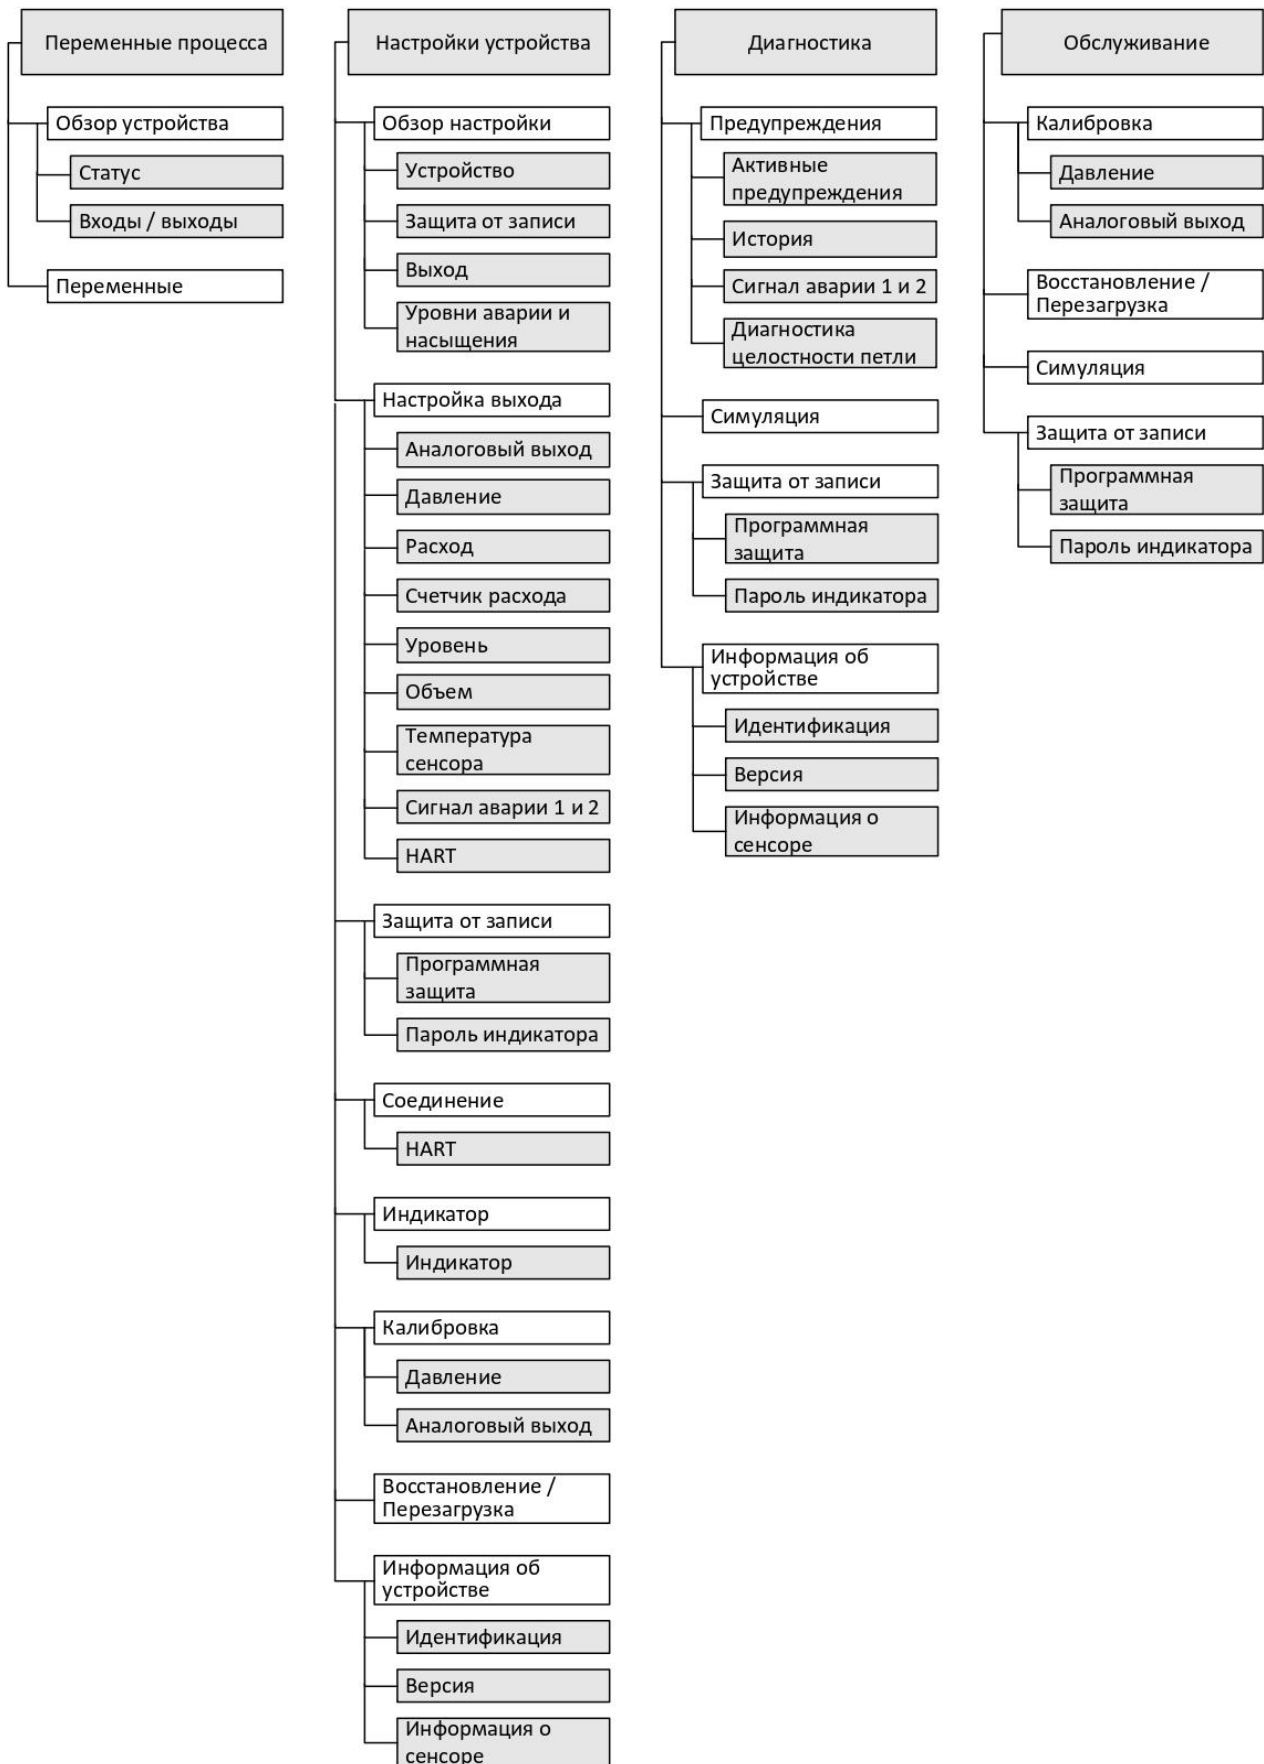 Переменные процесса
Обзор устройства
Статус
Входы / выходы
Переменные
Настройки устройства
Обзор настройки
Устройство
Защита от записи
Выход
Уровни аварии и
насыщения
Настройка выхода
Аналоговый выход
Давление
Расход
Счетчик расхода
Уровень
Объем
Температура
сенсора
Сигнал аварии 1 и 2
HART
Защита от записи
Программная
защита
Пароль индикатора
Соединение
HART
Индикатор
Индикатор
Калибровка
Давление
Аналоговый выход
Восстановление /
Перезагрузка
Информация об
устройстве
Идентификация
Версия
Информация о
сенсоре
Диагностика
Предупреждения
Активные
предупреждения
История
Сигнал аварии 1 и 2
Диагностика
целостности петли
Симуляция
Защита от записи
Программная
защита
Пароль индикатора
Информация об
устройстве
Идентификация
Версия
Информация о
сенсоре
Обслуживание
Калибровка
Давление
Аналоговый выход
Восстановление /
Перезагрузка
Симуляция
Защита от записи
Программная
защита
Пароль индикатора